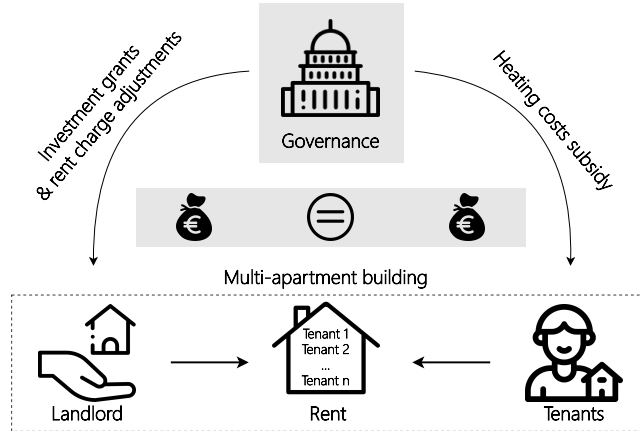 Investment grants
& rent charge adjustments
Governance
Heating costs subsidy
€
€
Multi-apartment building
Tenant 1
Tenant 2
...
Tenant n
Landlord
Rent
Tenants